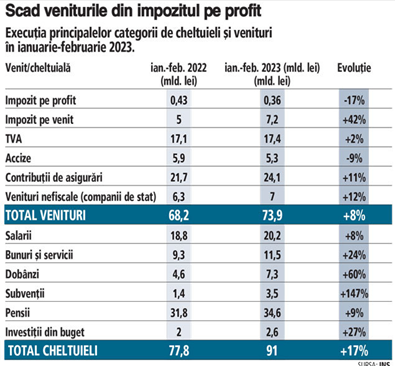 Scad veniturile din impozitul pe profit
Execuția principalelor categorii de cheltuieli și venituri
în ianuarie-februarie 2023.
Venit/cheltuială ian.-feb. 2022 ian.-feb. 2023 (mld. lei) Evoluție
(mld. lei) (mld. lei)
Impozit pe profit 0,43 0,36 -17%
Impozit pe venit 5 7,2 +42%
TVA 17,1 17,4 +2%
Accize 5,9 5,3 -9%
Contribuții de asigurări 21,7 24,1 +11%
Venituri nefiscale (companii de stat) 6,3 7 +12%
TOTAL VENITURI 68,2 73,9 +8%
Salarii 18,8 20,2 +8%
Bunuri și servicii 9,3 11,5 +24%
Dobânzi 4,6 7,3 +60%
Subvenții 1,4 3,5 +147%
Pensii 31,8 34,6 +9%
Investiții din buget 2 2,6 +27%
TOTAL CHELTUIELI 77,8 91 +17%